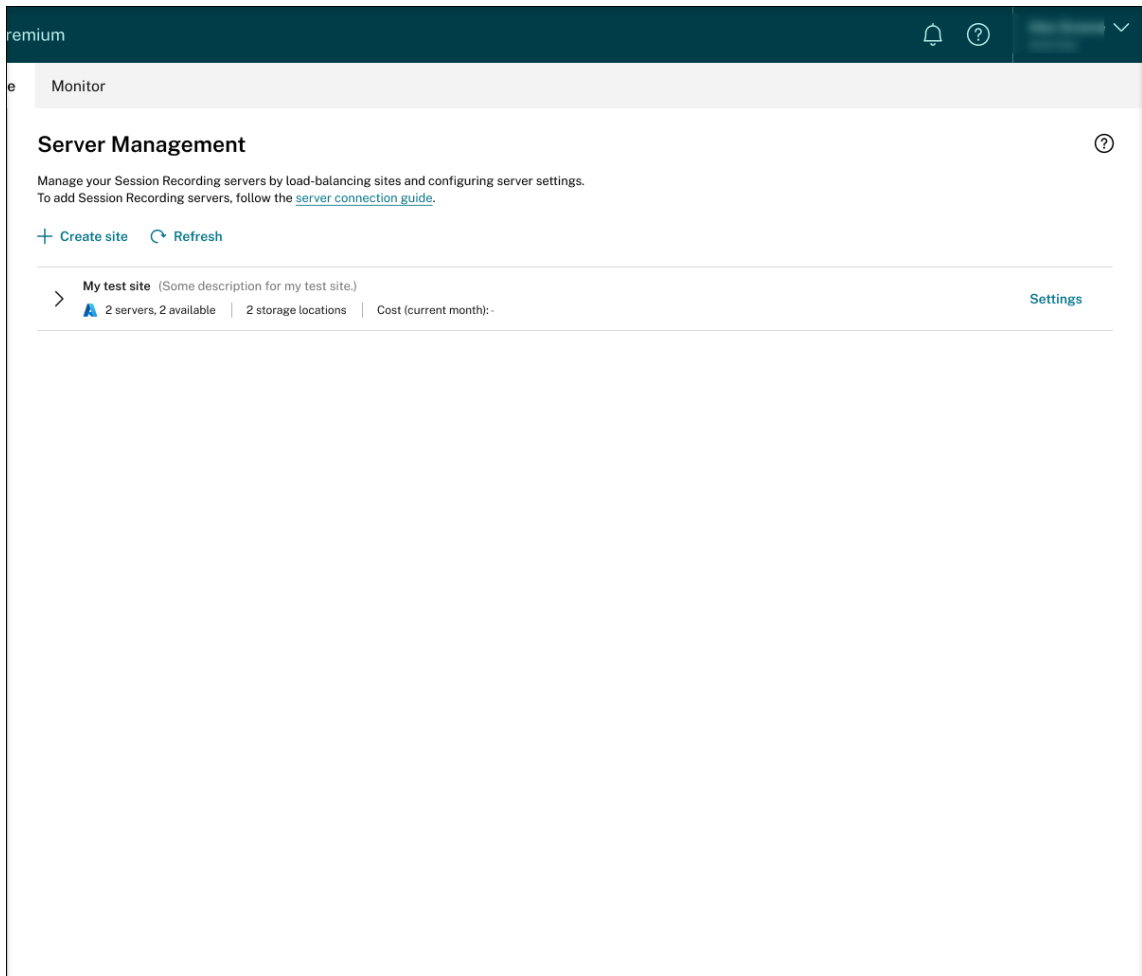 remium
e Monitor
Server Management
Manage your Session Recording servers by load-balancing sites and configuring server settings.
To add Session Recording servers, follow the server connection guide.
Create site Refresh
My test site (Some description for my test site.)
2 servers, 2 available 2 storage locations Cost (current month): -
Settings